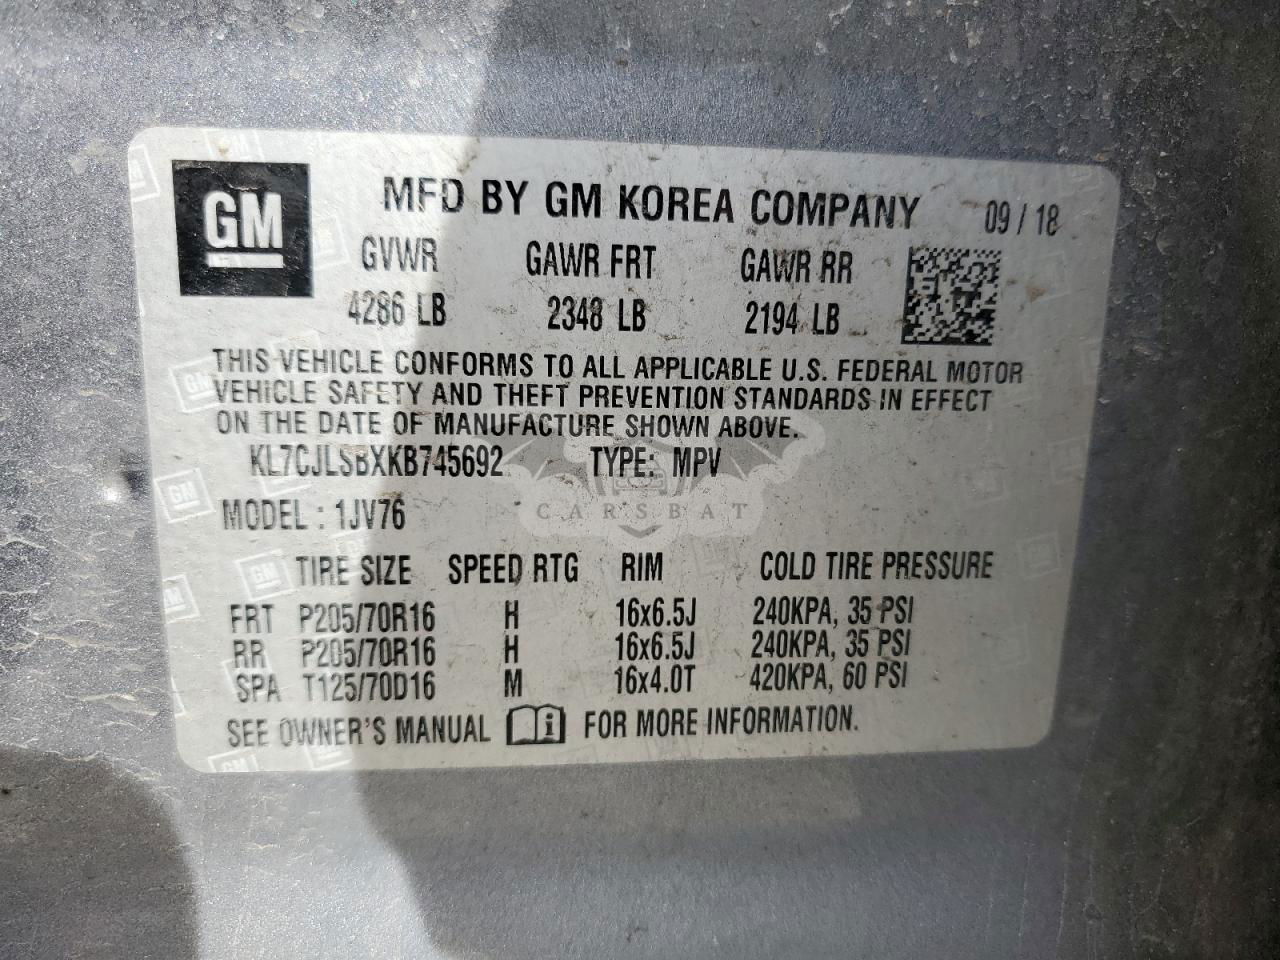 GM MFD BY GM KOREA COMPANY 09 / 18
GVWR GAWR FRT GAWR RR
4286 LB 2348 LB 2194 LB
THIS VEHICLE CONFORMS TO ALL APPLICABLE U.S. FEDERAL MOTOR
VEHICLE SAFETY AND THEFT PREVENTION STANDARDS IN EFFECT
ON THE DATE OF MANUFACTURE SHOWN ABOVE.
KL7CJLSBXKB745692 TYPE: MPV
CARSBAT
MODEL : 1JV76
TIRE SIZE SPEED RTG RIM COLD TIRE PRESSURE
FRT P205/70R16 H 16x6.5J 240KPA, 35 PSI
RR P205/70R16 H 16x6.5J 240KPA, 35 PSI
SPA T125/70D16 M 16x4.0T 420KPA, 60 PSI
SEE OWNER'S MANUAL i FOR MORE INFORMATION.